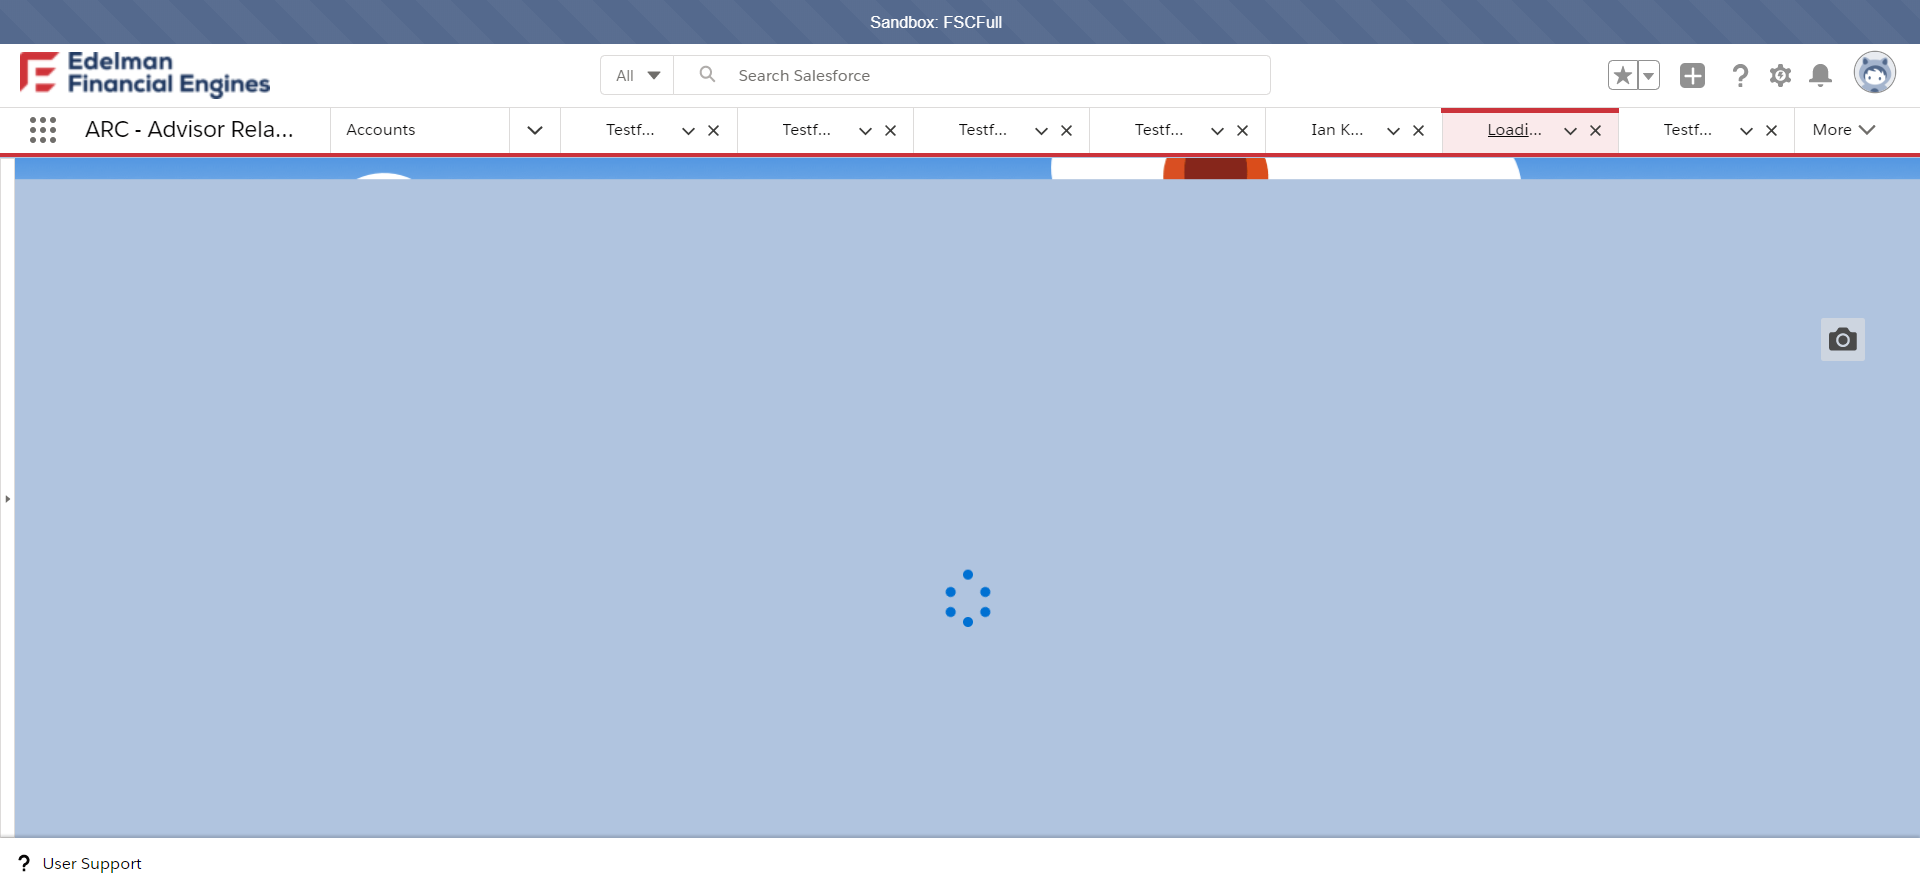 Sandbox: FSCFull
Edelman
Financial Engines
All
Search Salesforce
ARC - Advisor Rela...
Accounts
Testf...
Testf...
Testf...
Testf...
Ian K...
Loadi...
Testf...
More
? User Support